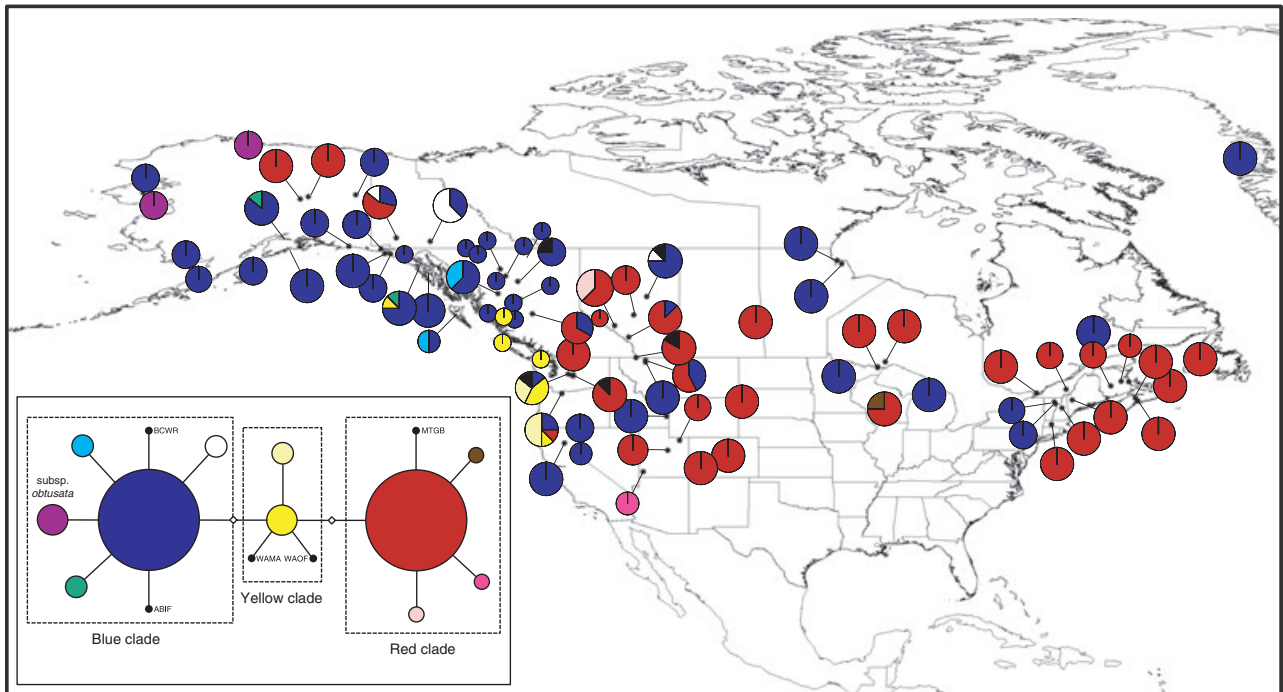 BCWR
MTGB
subsp.
obtusata
WAMA WAOF
ABIF
Yellow clade
Blue clade
Red clade